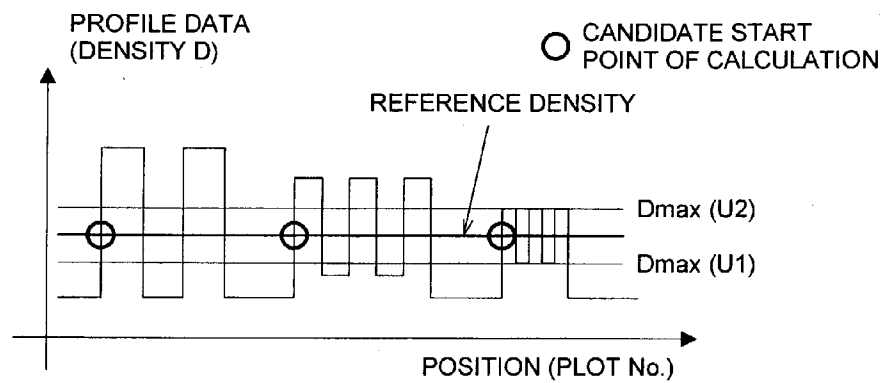 PROFILE DATA
(DENSITY D)
CANDIDATE START
POINT OF CALCULATION
REFERENCE DENSITY
Dmax (U2)
Dmax (U1)
POSITION (PLOT No.)